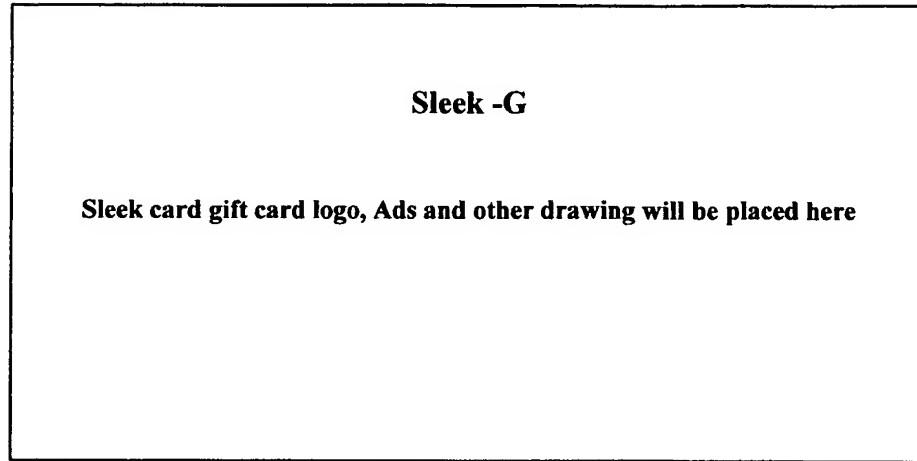 Sleek -G
Sleek card gift card logo, Ads and other drawing will be placed here